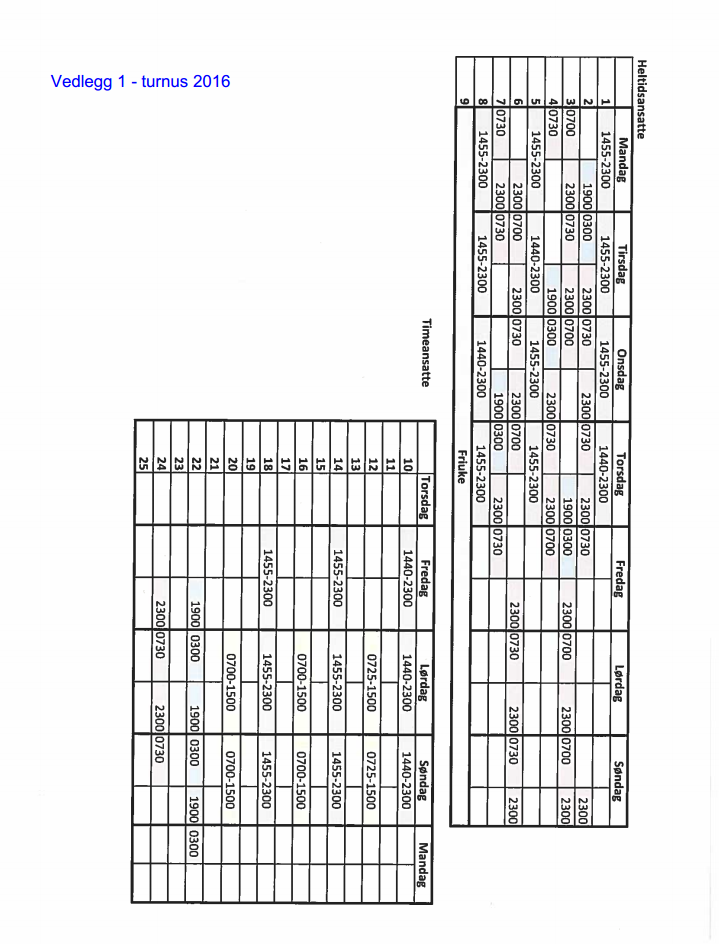 Vedlegg 1 - turnus 2016
Heltidsansatte
Mandag Tirsdag Onsdag Torsdag Fredag Lørdag Søndag
1 1455-2300 1455-2300 1455-2300 1440-2300
2 1900 0300 2300 0730 2300 0730 2300 0730 2300
3 0700 2300 0730 2300 0700 1900 0300 2300 0700 2300 0700 2300
4 0730 1900 0300 2300 0730 2300 0700
5 1455-2300 1440-2300 1455-2300 1455-2300
6 2300 0700 2300 0730 2300 0700 2300 0730 2300 0730 2300
7 0730 2300 0730 1900 0300 2300 0730
8 1455-2300 1455-2300 1440-2300 1455-2300
9 Friuke
Timeansatte
Torsdag Fredag Lørdag Søndag Mandag
10 1440-2300 1440-2300 1440-2300
11
12 0725-1500 0725-1500
13
14 1455-2300 1455-2300 1455-2300
15
16 0700-1500 0700-1500
17
18 1455-2300 1455-2300 1455-2300
19
20 0700-1500 0700-1500
21
22 1900 0300 1900 0300 1900 0300
23
24 2300 0730 2300 0730
25